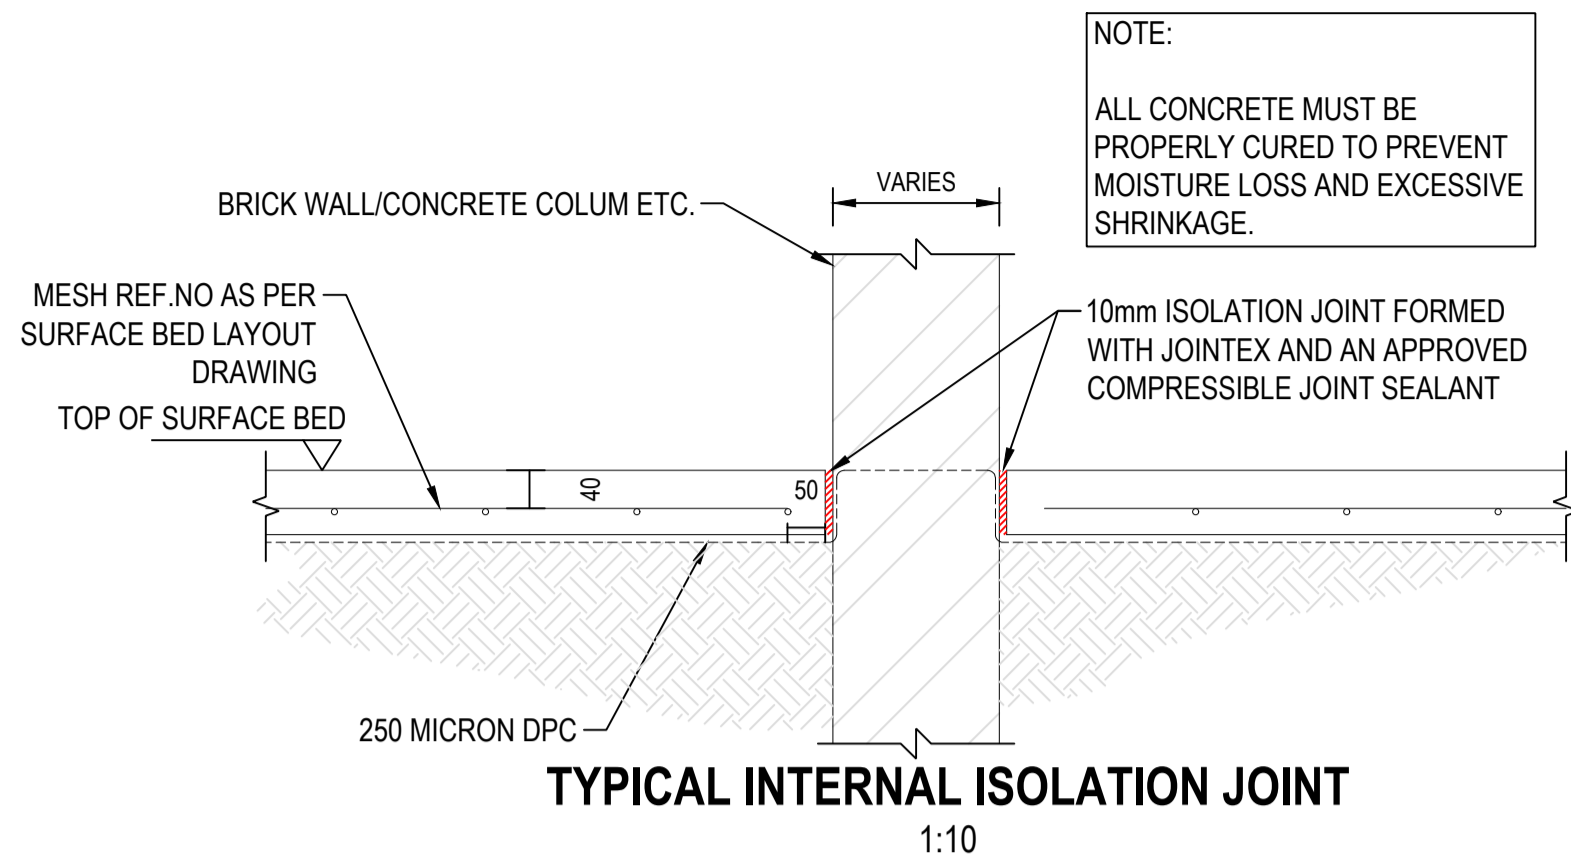 NOTE:
ALL CONCRETE MUST BE
PROPERLY CURED TO PREVENT
MOISTURE LOSS AND EXCESSIVE
SHRINKAGE.
VARIES
BRICK WALL/CONCRETE COLUM ETC.
MESH REF.NO AS PER
SURFACE BED LAYOUT
DRAWING
TOP OF SURFACE BED
10mm ISOLATION JOINT FORMED
WITH JOINTEX AND AN APPROVED
COMPRESSIBLE JOINT SEALANT
40
50
250 MICRON DPC
TYPICAL INTERNAL ISOLATION JOINT
1:10